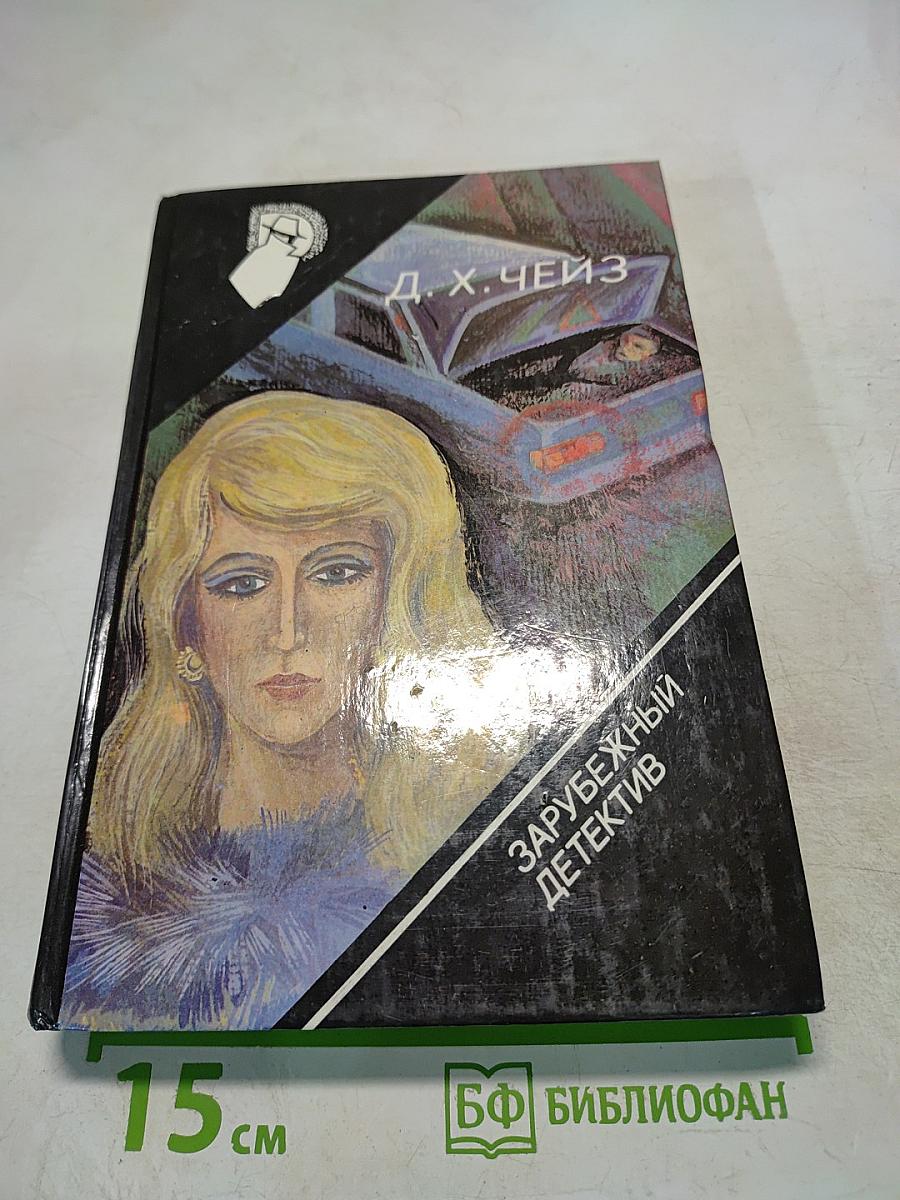 Д. Х. ЧЕЙЗ
ЗАРУБЕЖНЫЙ
ДЕТЕКТИВ
15 см
БФ БИБЛИОФАН